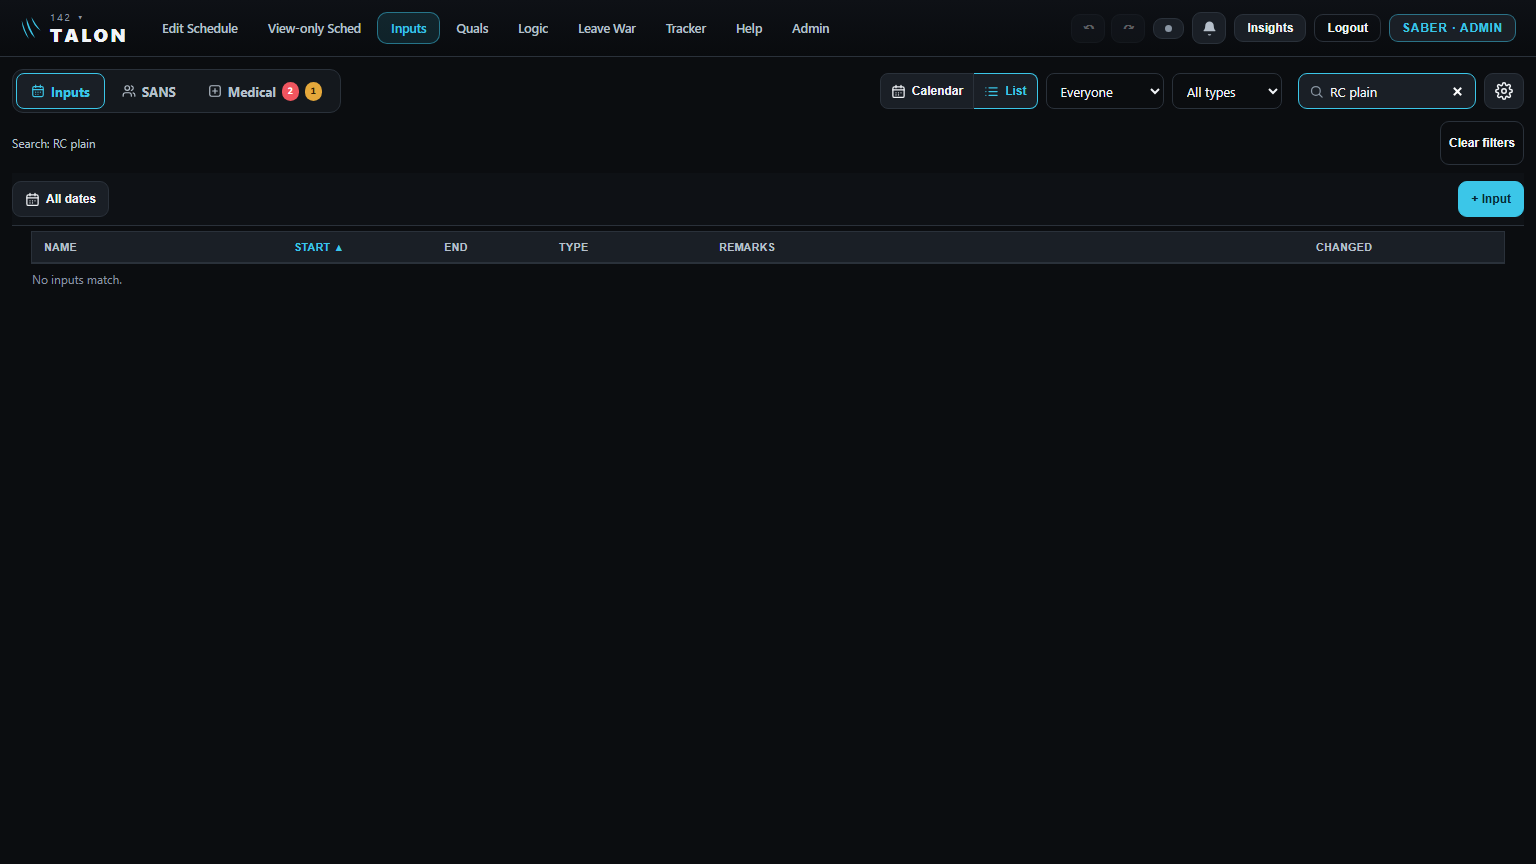 142 ▾
TALON
Edit Schedule
View-only Sched
Inputs
Quals
Logic
Leave War
Tracker
Help
Admin
Insights
Logout
SABER · ADMIN
Inputs
SANS
Medical 2 1
Calendar
List
Everyone
All types
RC plain
Search: RC plain
Clear filters
All dates
+ Input
NAME START ▲ END TYPE REMARKS CHANGED
No inputs match.